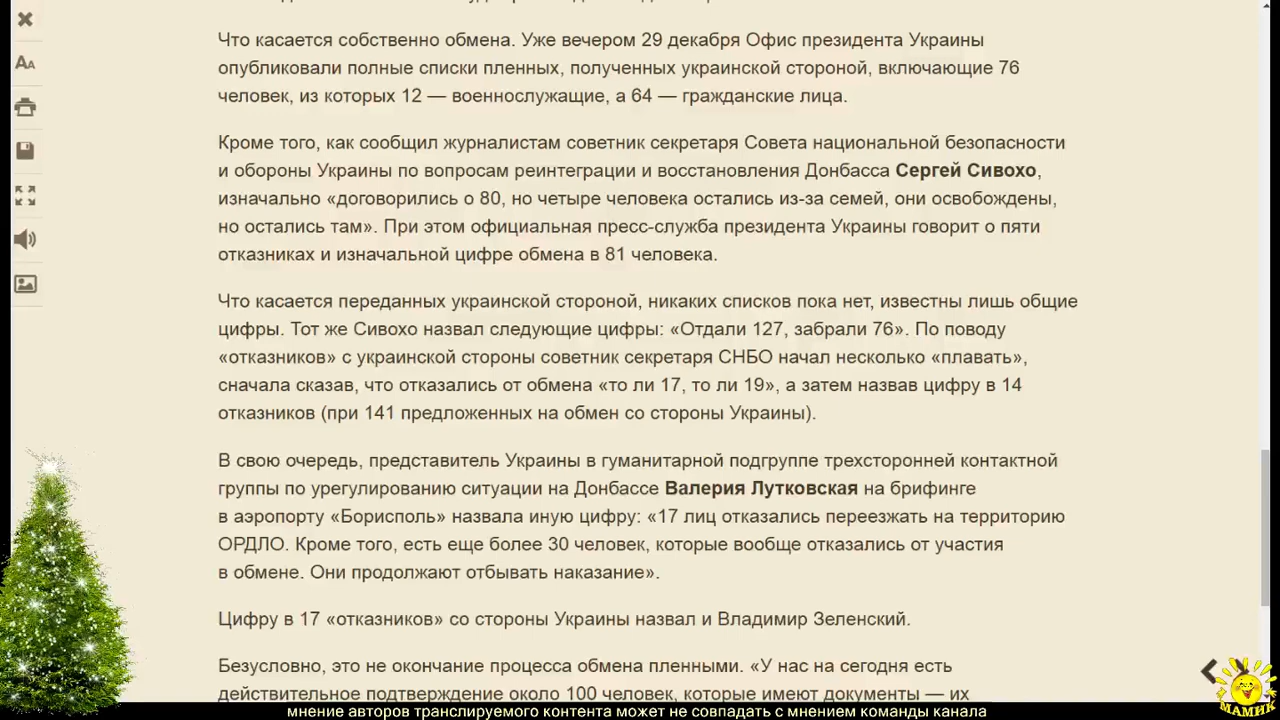 Что касается собственно обмена. Уже вечером 29 декабря Офис президента Украины
опубликовали полные списки пленных, полученных украинской стороной, включающие 76
человек, из которых 12 — военнослужащие, а 64 — гражданские лица.
Кроме того, как сообщил журналистам советник секретаря Совета национальной безопасности
и обороны Украины по вопросам реинтеграции и восстановления Донбасса Сергей Сивохо,
изначально «договорились о 80, но четыре человека остались из-за семей, они освобождены,
но остались там». При этом официальная пресс-служба президента Украины говорит о пяти
отказниках и изначальной цифре обмена в 81 человека.
Что касается переданных украинской стороной, никаких списков пока нет, известны лишь общие
цифры. Тот же Сивохо назвал следующие цифры: «Отдали 127, забрали 76». По поводу
«отказников» с украинской стороны советник секретаря СНБО начал несколько «плавать»,
сначала сказав, что отказались от обмена «то ли 17, то ли 19», а затем назвав цифру в 14
отказников (при 141 предложенных на обмен со стороны Украины).
В свою очередь, представитель Украины в гуманитарной подгруппе трехсторонней контактной
группы по урегулированию ситуации на Донбассе Валерия Лутковская на брифинге
в аэропорту «Борисполь» назвала иную цифру: «17 лиц отказались переезжать на территорию
ОРДЛО. Кроме того, есть еще более 30 человек, которые вообще отказались от участия
в обмене. Они продолжают отбывать наказание».
Цифру в 17 «отказников» со стороны Украины назвал и Владимир Зеленский.
Безусловно, это не окончание процесса обмена пленными. «У нас на сегодня есть
действительное подтверждение около 100 человек, которые имеют документы — их
мнение авторов транслируемого контента может не совпадать с мнением команды канала
МАМИК
AA